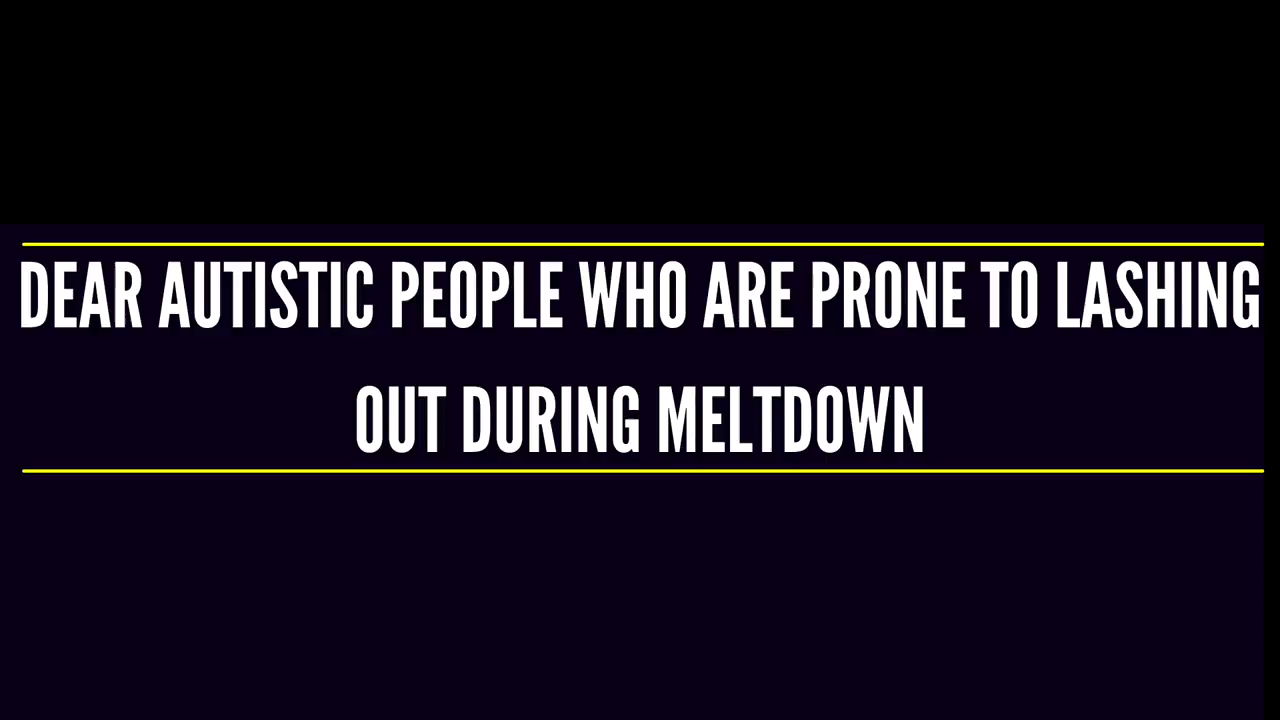 DEAR AUTISTIC PEOPLE WHO ARE PRONE TO LASHING
OUT DURING MELTDOWN